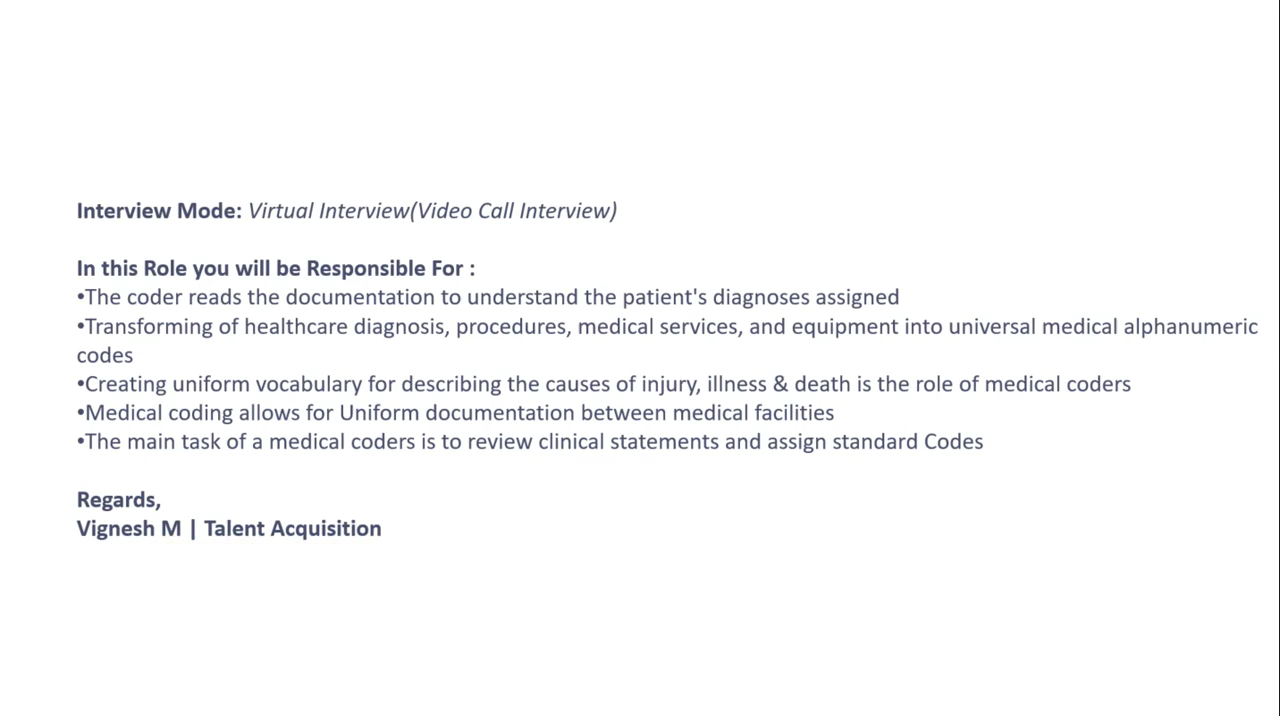 Interview Mode: Virtual Interview(Video Call Interview)
In this Role you will be Responsible For :
•The coder reads the documentation to understand the patient's diagnoses assigned
•Transforming of healthcare diagnosis, procedures, medical services, and equipment into universal medical alphanumeric
codes
•Creating uniform vocabulary for describing the causes of injury, illness & death is the role of medical coders
•Medical coding allows for Uniform documentation between medical facilities
•The main task of a medical coders is to review clinical statements and assign standard Codes
Regards,
Vignesh M | Talent Acquisition